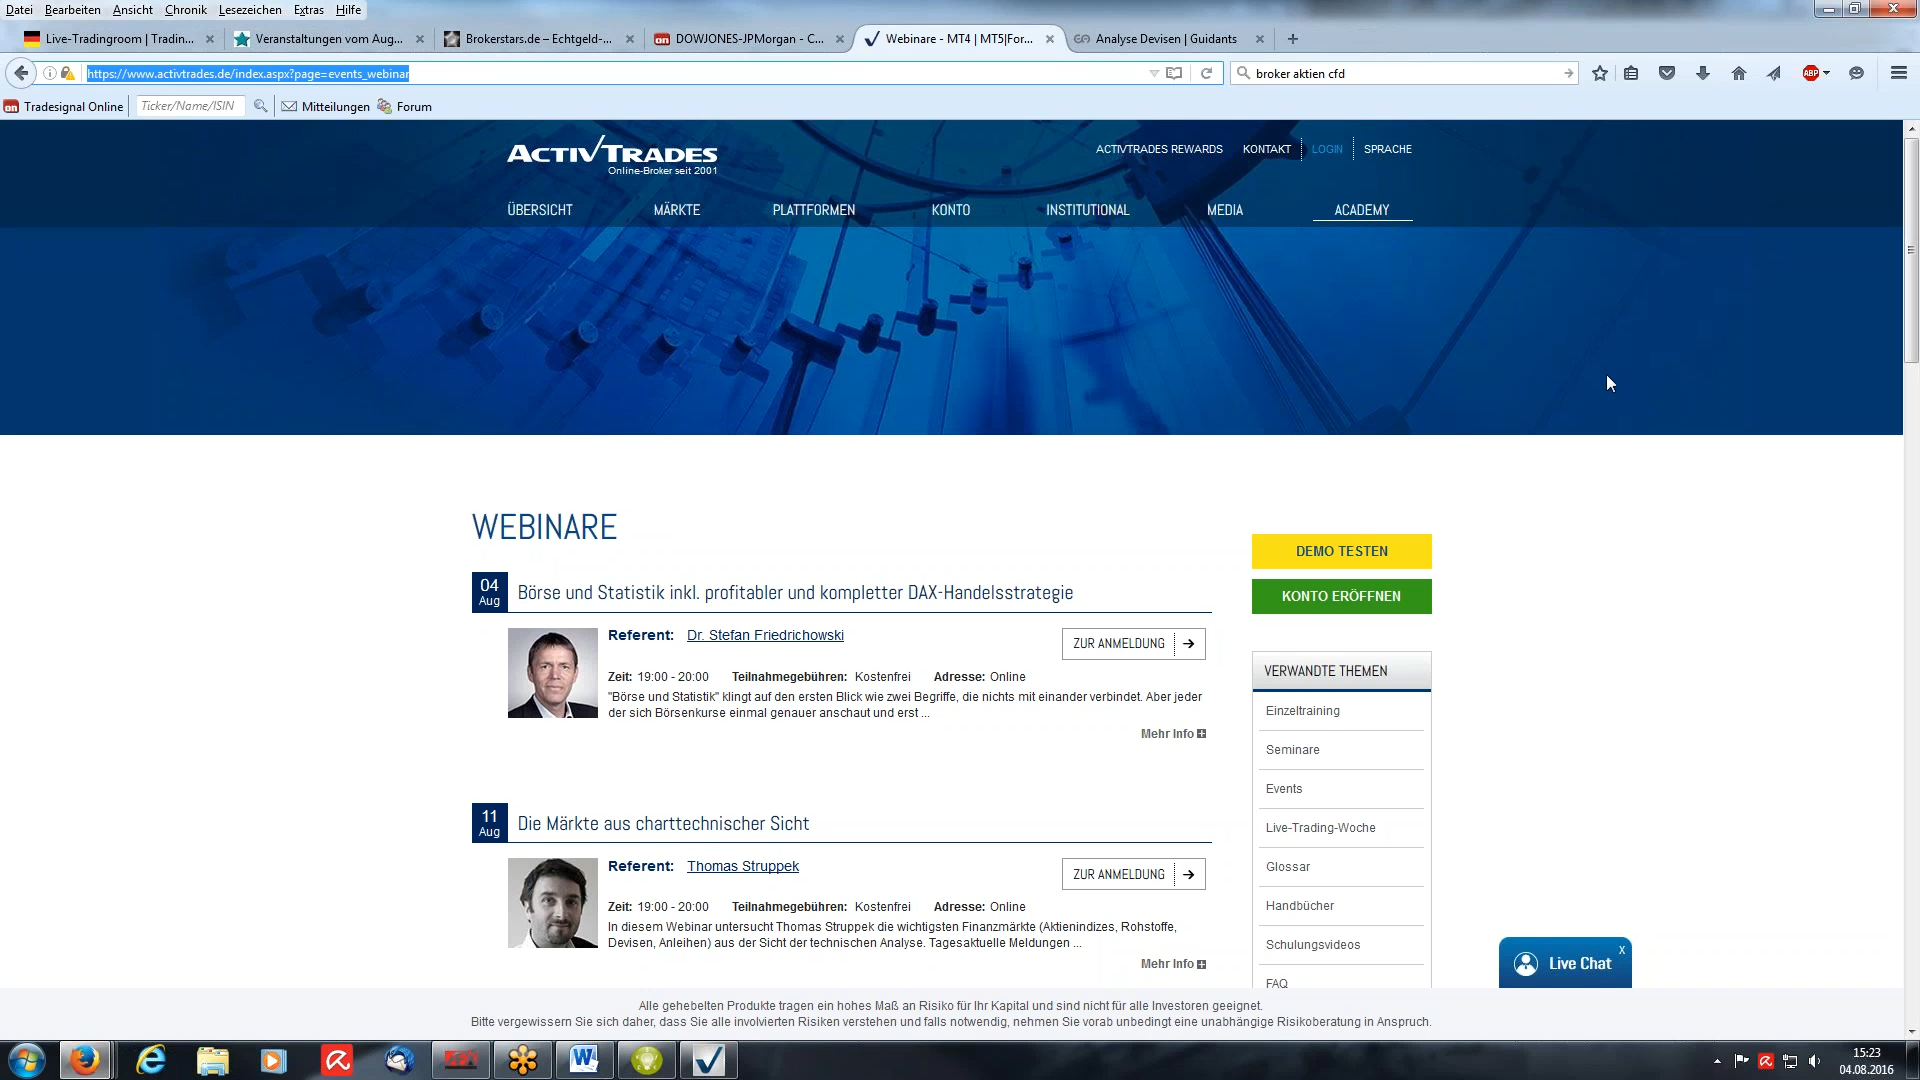 Datei Bearbeiten Ansicht Chronik Lesezeichen Extras Hilfe
Live-Tradingroom | Tradin...
Veranstaltungen vom Aug...
Brokerstars.de – Echtgeld-...
DOWJONES-JPMorgan - C...
Webinare - MT4 | MT5|For...
Analyse Devisen | Guidants
https://www.activtrades.de/index.aspx?page=events_webinar
broker aktien cfd
ABP
on Tradesignal Online
Ticker/Name/ISIN
Mitteilungen
Forum
ACTIVTRADES
Online-Broker seit 2001
ACTIVTRADES REWARDS KONTAKT LOGIN SPRACHE
ÜBERSICHT MÄRKTE PLATTFORMEN KONTO INSTITUTIONAL MEDIA ACADEMY
WEBINARE
DEMO TESTEN
KONTO ERÖFFNEN
04
Aug
Börse und Statistik inkl. profitabler und kompletter DAX-Handelsstrategie
Referent: Dr. Stefan Friedrichowski
ZUR ANMELDUNG
Zeit: 19:00 - 20:00 Teilnahmegebühren: Kostenfrei Adresse: Online
"Börse und Statistik" klingt auf den ersten Blick wie zwei Begriffe, die nichts mit einander verbindet. Aber jeder
der sich Börsenkurse einmal genauer anschaut und erst ...
Mehr Info
11
Aug
Die Märkte aus charttechnischer Sicht
Referent: Thomas Struppek
ZUR ANMELDUNG
Zeit: 19:00 - 20:00 Teilnahmegebühren: Kostenfrei Adresse: Online
In diesem Webinar untersucht Thomas Struppek die wichtigsten Finanzmärkte (Aktienindizes, Rohstoffe,
Devisen, Anleihen) aus der Sicht der technischen Analyse. Tagesaktuelle Meldungen ...
Mehr Info
VERWANDTE THEMEN
Einzeltraining
Seminare
Events
Live-Trading-Woche
Glossar
Handbücher
Schulungsvideos
FAQ
Live Chat
X
Alle gehebelten Produkte tragen ein hohes Maß an Risiko für Ihr Kapital und sind nicht für alle Investoren geeignet.
Bitte vergewissern Sie sich daher, dass Sie alle involvierten Risiken verstehen und falls notwendig, nehmen Sie vorab unbedingt eine unabhängige Risikoberatung in Anspruch.
15:23
04.08.2016